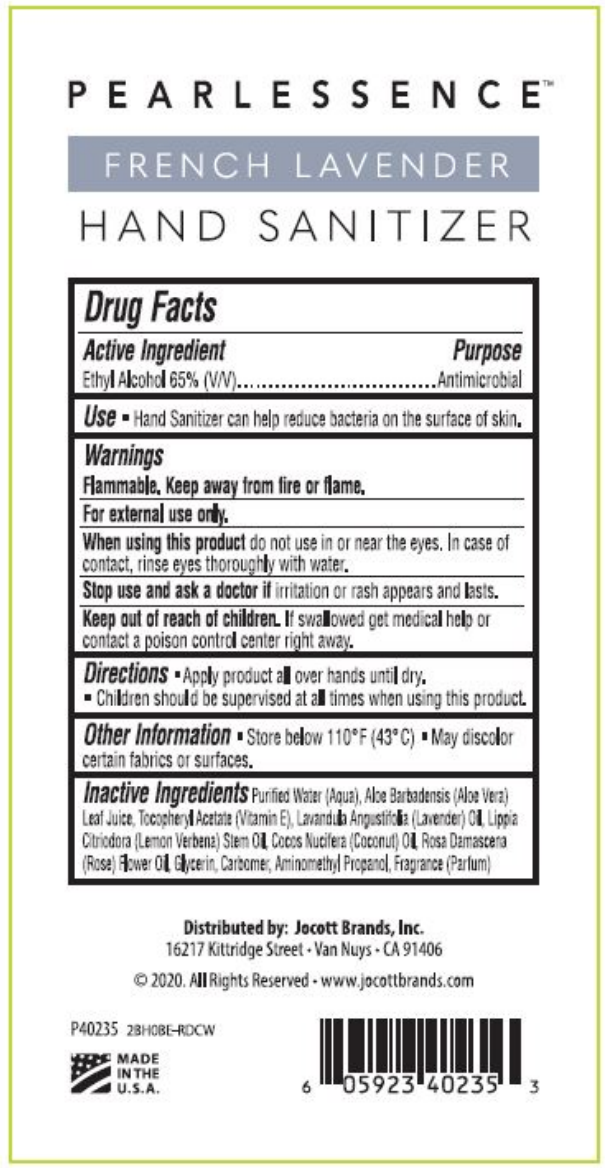 PEARLESSENCE™
FRENCH LAVENDER
HAND SANITIZER
Drug Facts
Active Ingredient Purpose
Ethyl Alcohol 65% (V/V)..............................Antimicrobial
Use ▪ Hand Sanitizer can help reduce bacteria on the surface of skin.
Warnings
Flammable. Keep away from fire or flame.
For external use only.
When using this product do not use in or near the eyes. In case of
contact, rinse eyes thoroughly with water.
Stop use and ask a doctor if irritation or rash appears and lasts.
Keep out of reach of children. If swallowed get medical help or
contact a poison control center right away.
Directions ▪ Apply product all over hands until dry.
▪ Children should be supervised at all times when using this product.
Other Information ▪ Store below 110°F (43°C) ▪ May discolor
certain fabrics or surfaces.
Inactive Ingredients Purified Water (Aqua), Aloe Barbadensis (Aloe Vera)
Leaf Juice, Tocopheryl Acetate (Vitamin E), Lavandula Angustifolia (Lavender) Oil, Lippia
Citriodora (Lemon Verbena) Stem Oil, Cocos Nucifera (Coconut) Oil, Rosa Damascena
(Rose) Flower Oil, Glycerin, Carbomer, Aminomethyl Propanol, Fragrance (Parfum)
Distributed by: Jocott Brands, Inc.
16217 Kittridge Street • Van Nuys • CA 91406
© 2020. All Rights Reserved • www.jocottbrands.com
P40235 2BH0BE-RDCW
MADE
IN THE
U.S.A.
6 05923 40235 3